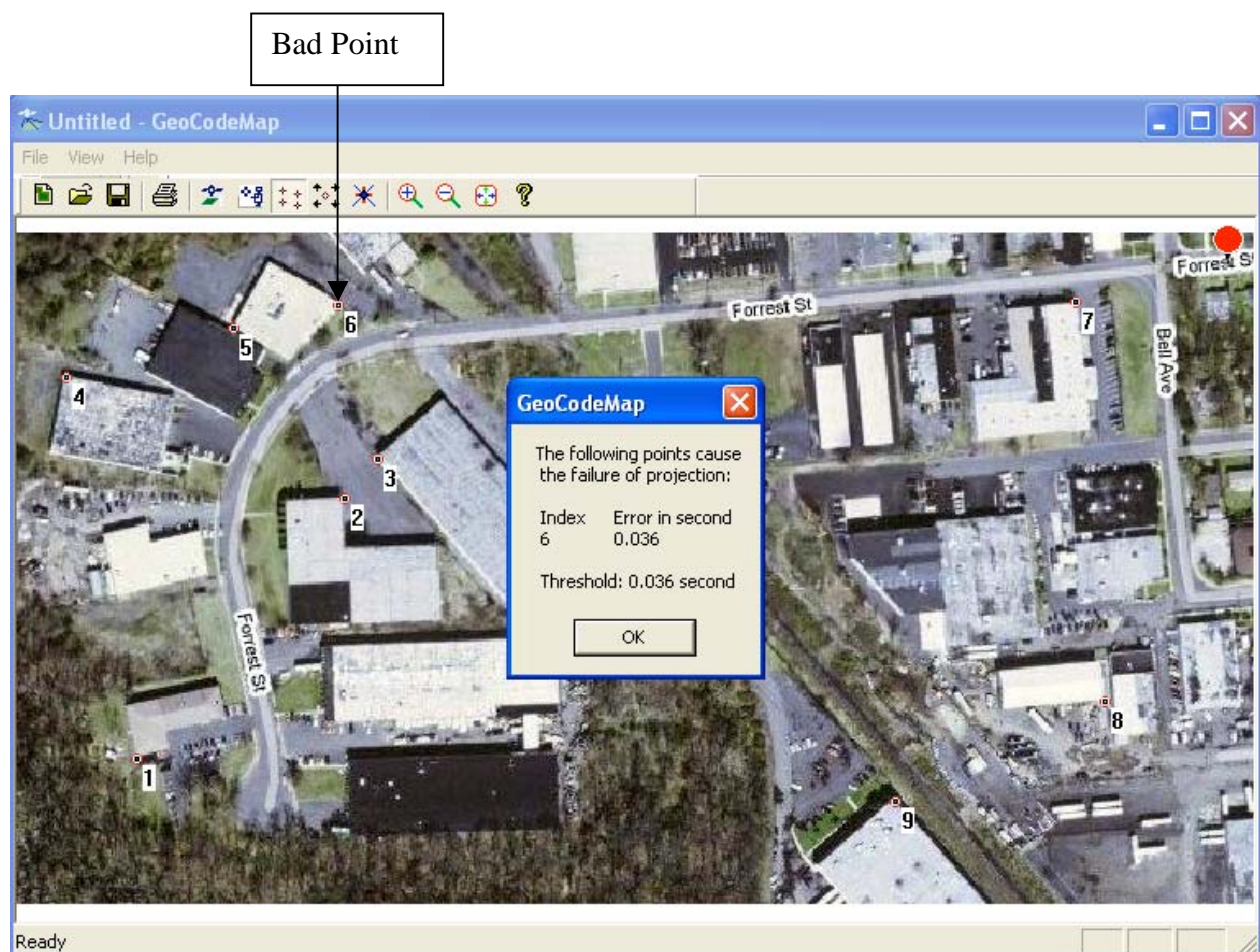 Bad Point
Untitled - GeoCodeMap
File View Help
Forrest S
6
7
Forrest St
5
Bell Ave
4
GeoCodeMap
The following points cause
the failure of projection:
3
2
Index Error in second
6 0.036
Threshold: 0.036 second
OK
Forrest St
8
1
9
Ready